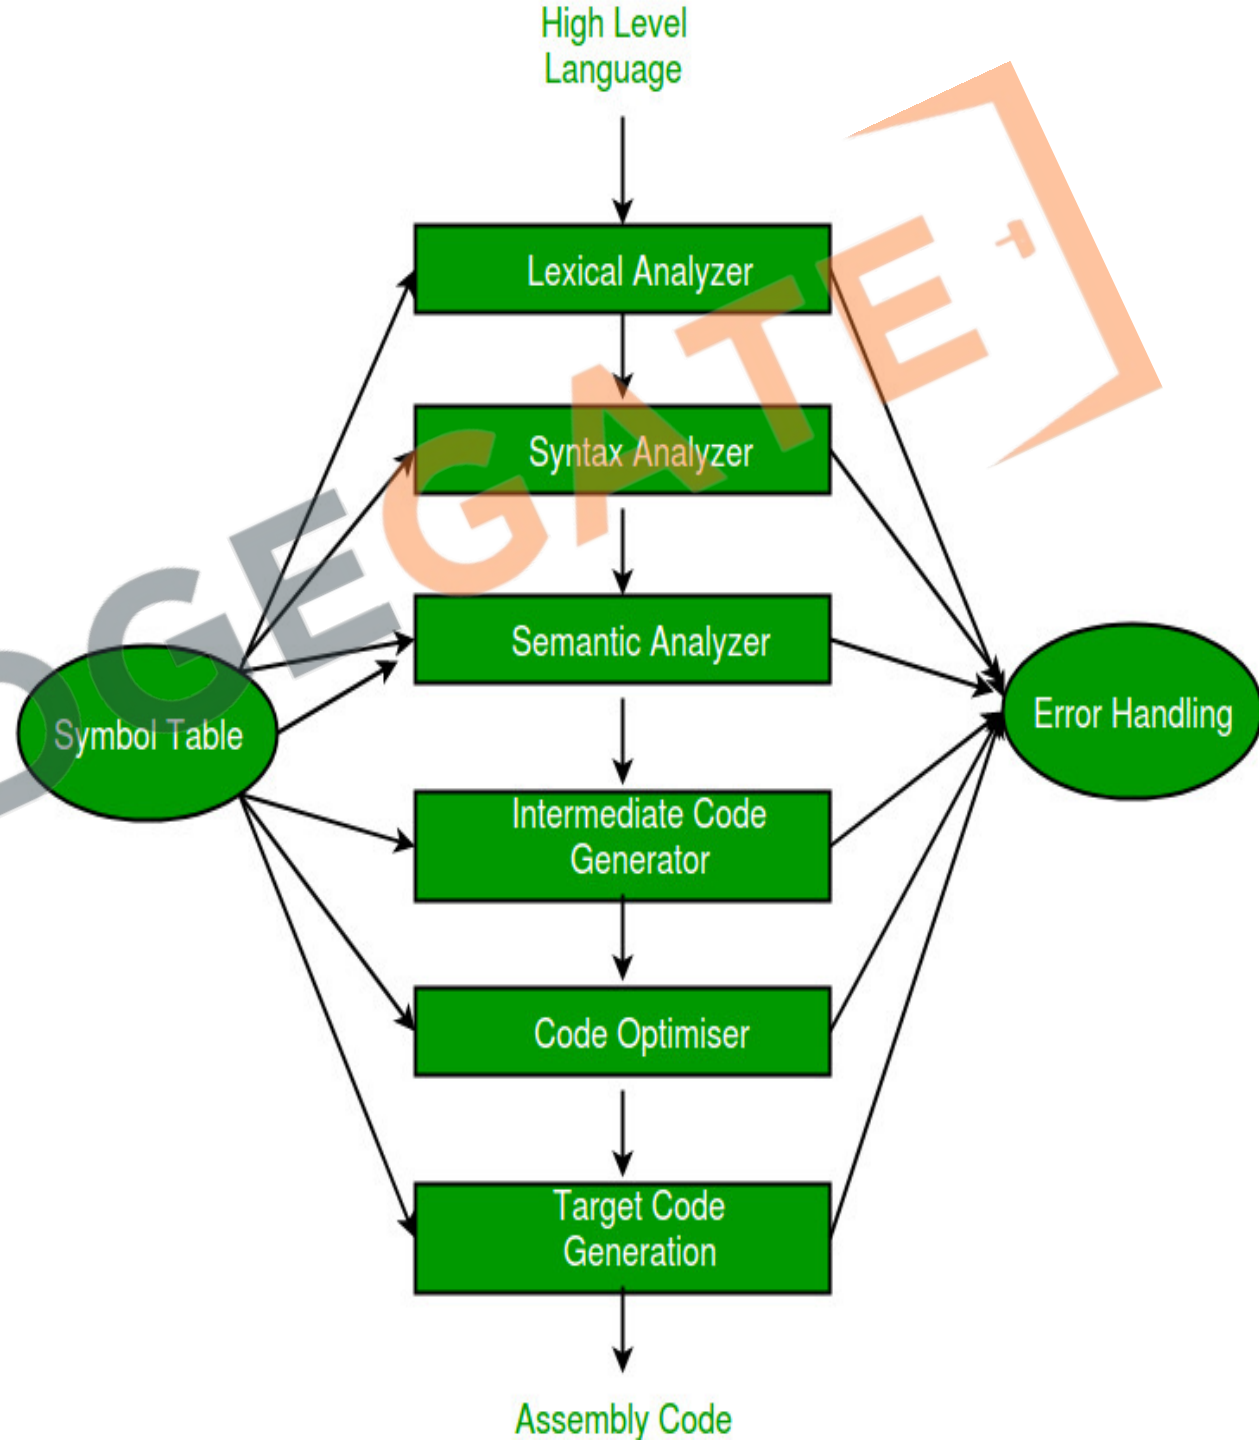 High Level
Language
Lexical Analyzer
Syntax Analyzer
Semantic Analyzer
Symbol Table
Error Handling
Intermediate Code
Generator
Code Optimiser
Target Code
Generation
Assembly Code
GEGATE